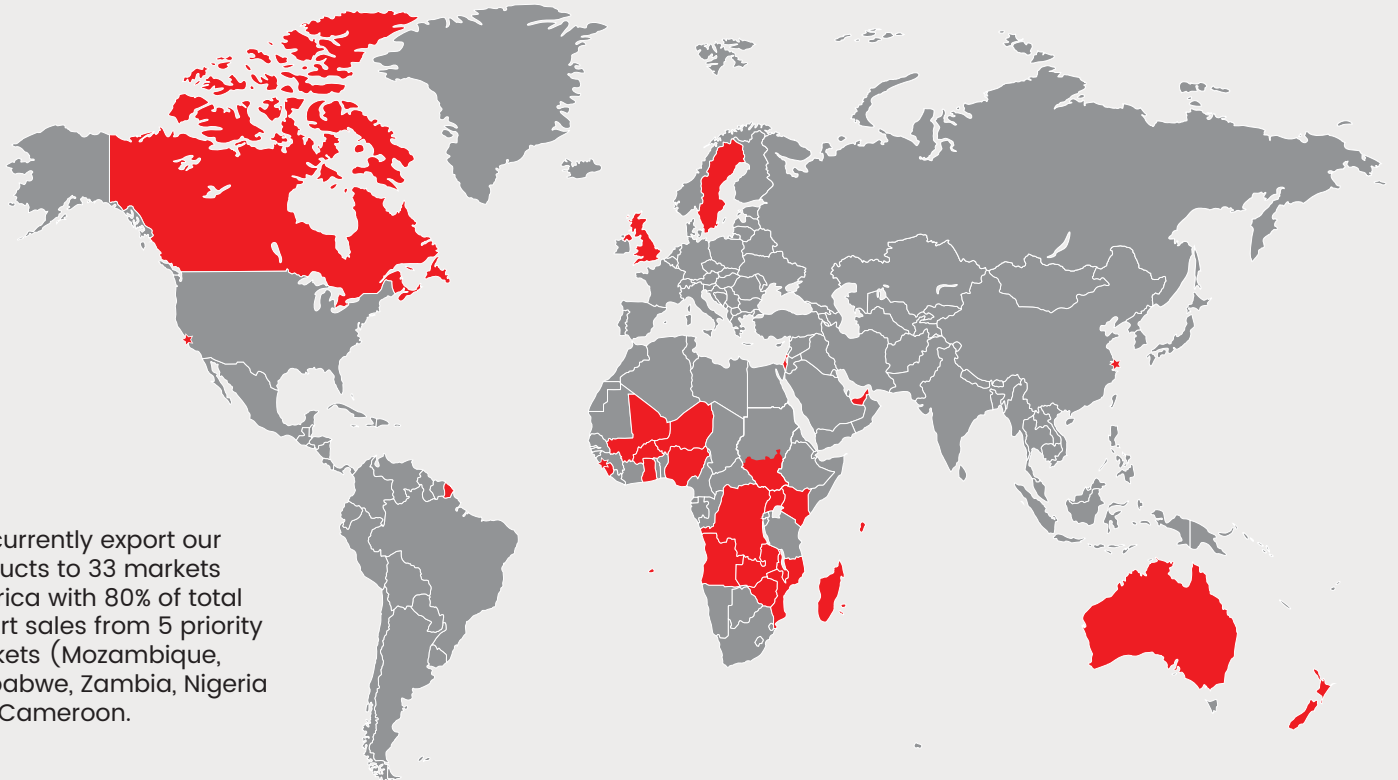 currently export our
ucts to 33 markets
rica with 80% of total
rt sales from 5 priority
kets (Mozambique,
babwe, Zambia, Nigeria
Cameroon.